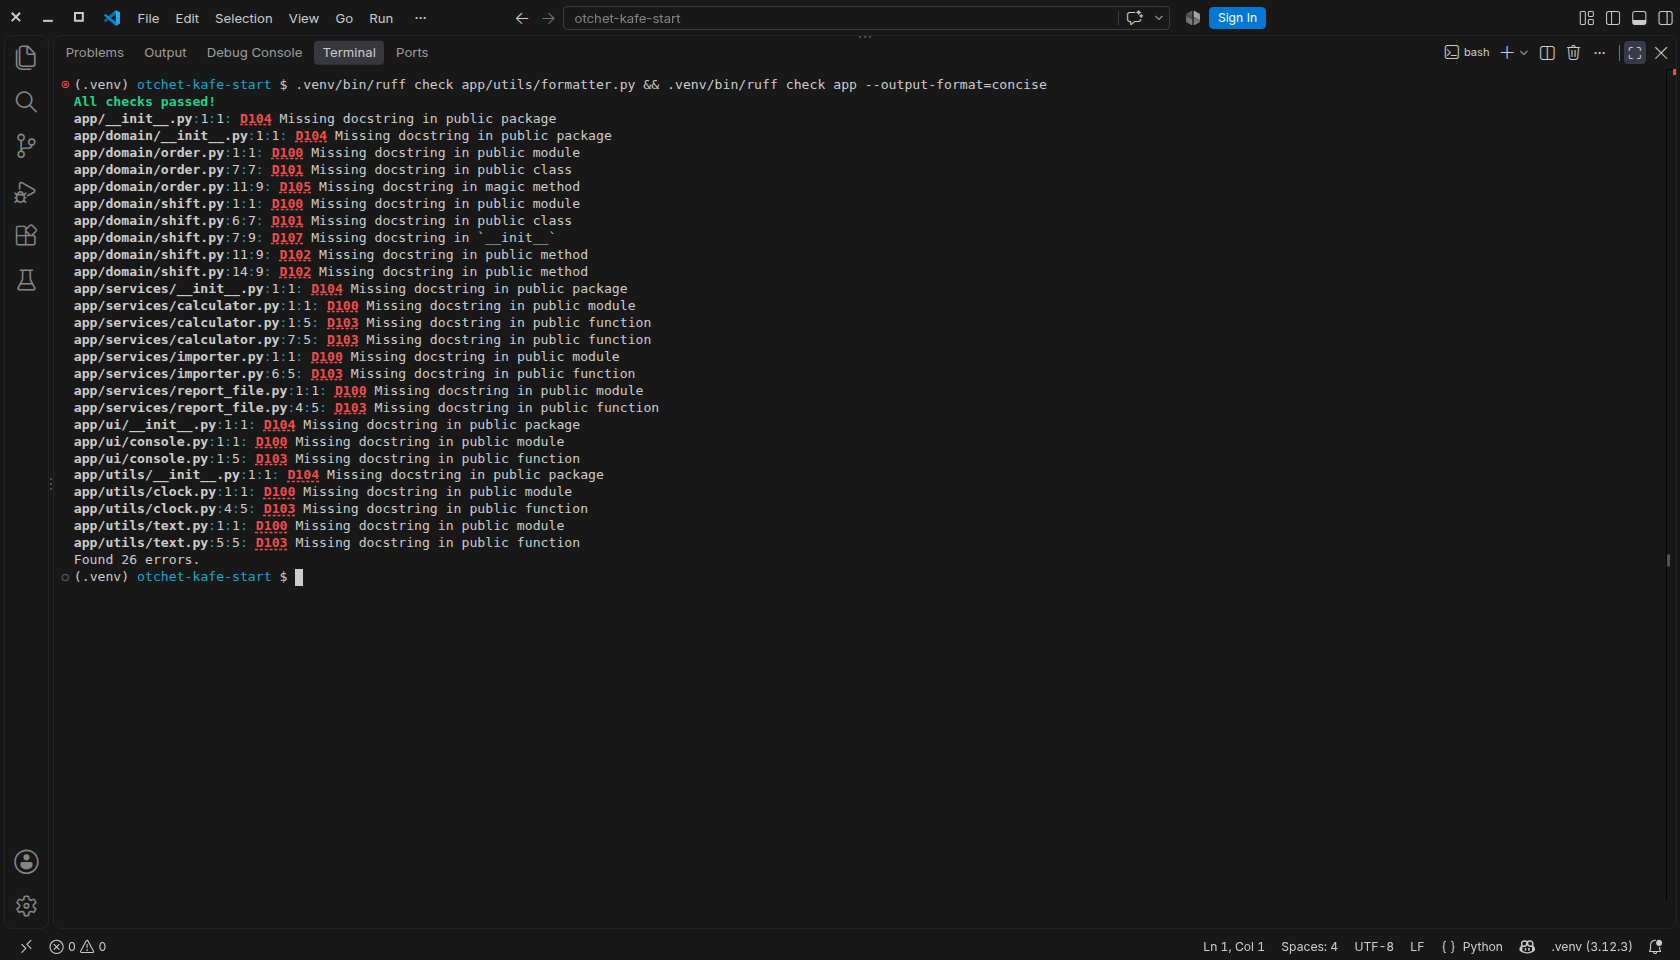 File Edit Selection View Go Run ··· otchet-kafe-start Sign In
Problems Output Debug Console Terminal Ports bash
(.venv) otchet-kafe-start $ .venv/bin/ruff check app/utils/formatter.py && .venv/bin/ruff check app --output-format=concise
All checks passed!
app/__init__.py:1:1: D104 Missing docstring in public package
app/domain/__init__.py:1:1: D104 Missing docstring in public package
app/domain/order.py:1:1: D100 Missing docstring in public module
app/domain/order.py:7:7: D101 Missing docstring in public class
app/domain/order.py:11:9: D105 Missing docstring in magic method
app/domain/shift.py:1:1: D100 Missing docstring in public module
app/domain/shift.py:6:7: D101 Missing docstring in public class
app/domain/shift.py:7:9: D107 Missing docstring in `__init__`
app/domain/shift.py:11:9: D102 Missing docstring in public method
app/domain/shift.py:14:9: D102 Missing docstring in public method
app/services/__init__.py:1:1: D104 Missing docstring in public package
app/services/calculator.py:1:1: D100 Missing docstring in public module
app/services/calculator.py:1:5: D103 Missing docstring in public function
app/services/calculator.py:7:5: D103 Missing docstring in public function
app/services/importer.py:1:1: D100 Missing docstring in public module
app/services/importer.py:6:5: D103 Missing docstring in public function
app/services/report_file.py:1:1: D100 Missing docstring in public module
app/services/report_file.py:4:5: D103 Missing docstring in public function
app/ui/__init__.py:1:1: D104 Missing docstring in public package
app/ui/console.py:1:1: D100 Missing docstring in public module
app/ui/console.py:1:5: D103 Missing docstring in public function
app/utils/__init__.py:1:1: D104 Missing docstring in public package
app/utils/clock.py:1:1: D100 Missing docstring in public module
app/utils/clock.py:4:5: D103 Missing docstring in public function
app/utils/text.py:1:1: D100 Missing docstring in public module
app/utils/text.py:5:5: D103 Missing docstring in public function
Found 26 errors.
(.venv) otchet-kafe-start $
0 0 Ln 1, Col 1 Spaces: 4 UTF-8 LF { } Python .venv (3.12.3)